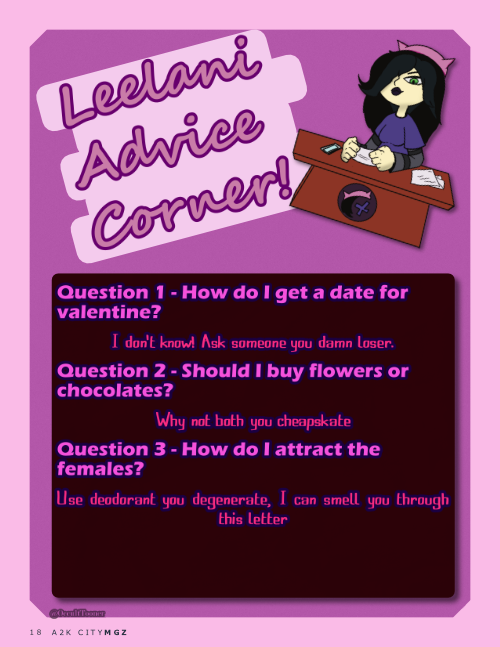 Leelani
Advice
Corner!
Question 1 - How do I get a date for
valentine?
I don't know! Ask someone you damn loser.
Question 2 - Should I buy flowers or
chocolates?
Why not both you cheapskate
Question 3 - How do I attract the
females?
Use deodorant you degenerate, I can smell you through
this letter
18 A2K CITYMGZ